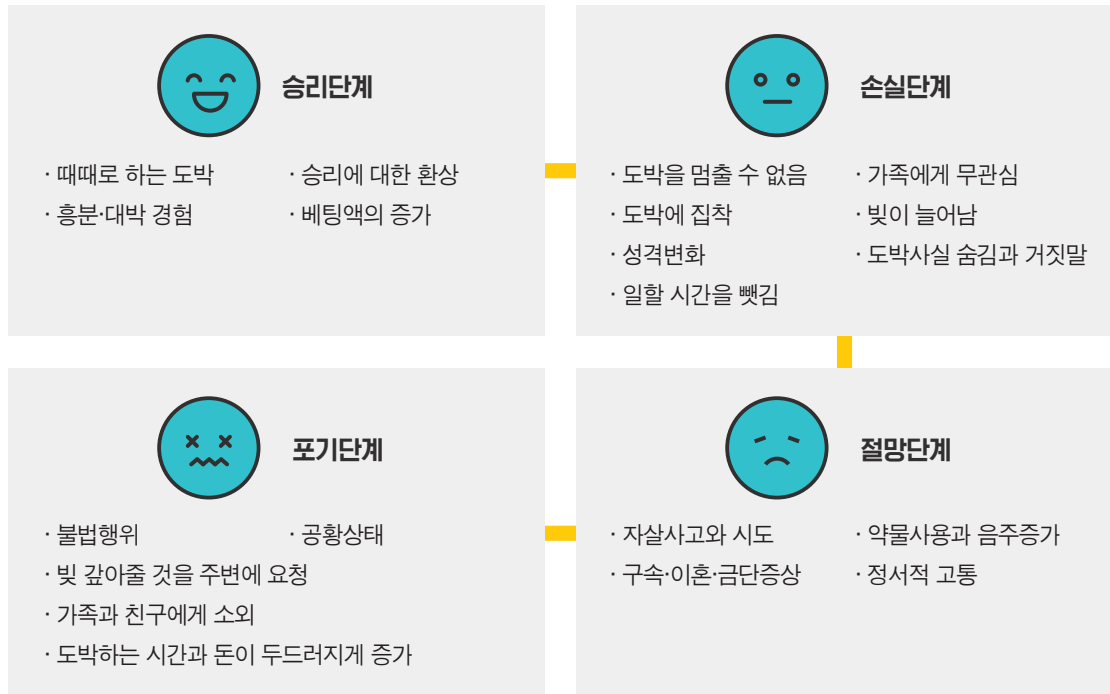 승리단계
· 때때로 하는 도박
· 승리에 대한 환상
· 흥분·대박 경험
· 베팅액의 증가
손실단계
· 도박을 멈출 수 없음
· 가족에게 무관심
· 도박에 집착
· 빚이 늘어남
· 성격변화
· 도박사실 숨김과 거짓말
· 일할 시간을 뺏김
포기단계
· 불법행위
· 공황상태
· 빚 갚아줄 것을 주변에 요청
· 가족과 친구에게 소외
· 도박하는 시간과 돈이 두드러지게 증가
절망단계
· 자살사고와 시도
· 약물사용과 음주증가
· 구속·이혼·금단증상
· 정서적 고통